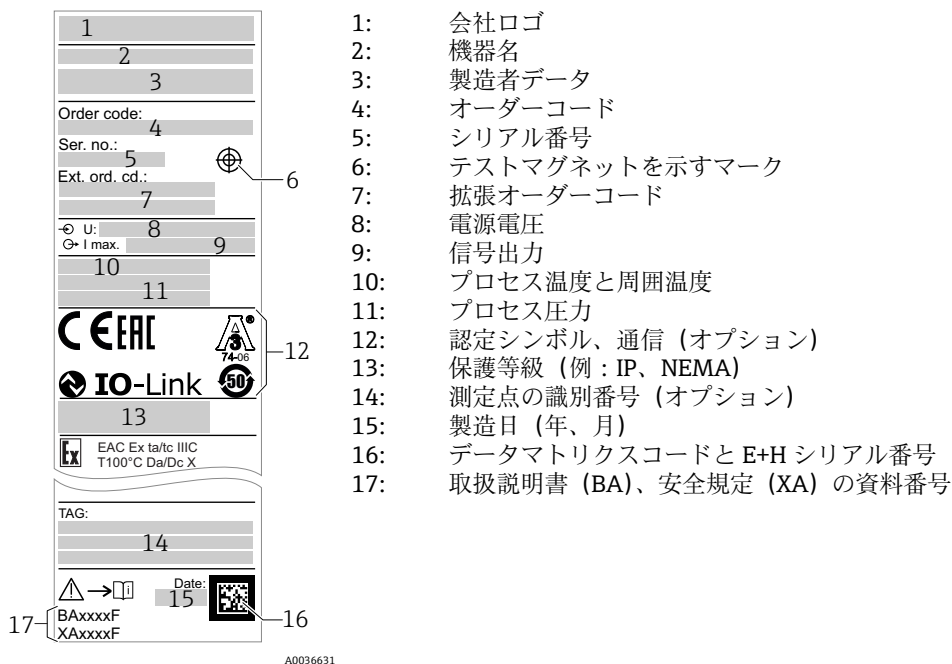 1
2
3
Order code:
4
Ser. no.:
5
6
Ext. ord. cd.:
7
U:
8
I max.
9
10
11
CE EAC
3
74-06
12
IO-Link
50
13
Ex
EAC Ex ta/tc IIIC
T100°C Da/Dc X
TAG:
14
Date:
15
16
17
BAxxxxF
XAxxxxF
A0036631
1: 会社ロゴ
2: 機器名
3: 製造者データ
4: オーダーコード
5: シリアル番号
6: テストマグネットを示すマーク
7: 拡張オーダーコード
8: 電源電圧
9: 信号出力
10: プロセス温度と周囲温度
11: プロセス圧力
12: 認定シンボル、通信(オプション)
13: 保護等級(例:IP、NEMA)
14: 測定点の識別番号(オプション)
15: 製造日(年、月)
16: データマトリクスコードと E+H シリアル番号
17: 取扱説明書(BA)、安全規定(XA)の資料番号